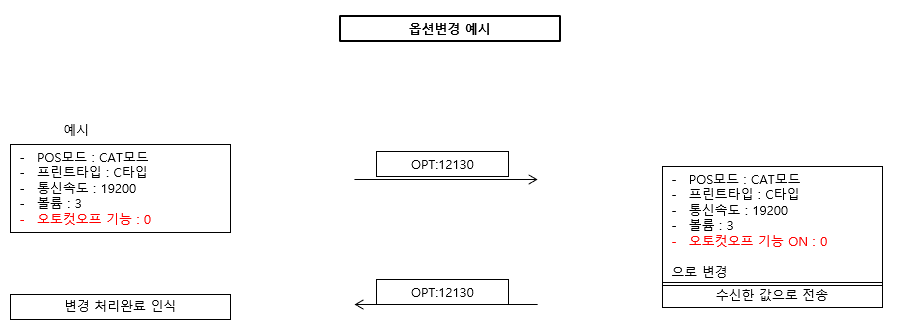 옵션변경 예시
예시
- POS모드 : CAT모드
- 프린트타입 : C타입
- 통신속도 : 19200
- 볼륨 : 3
- 오토컷오프 기능 : 0
OPT:12130
- POS모드 : CAT모드
- 프린트타입 : C타입
- 통신속도 : 19200
- 볼륨 : 3
- 오토컷오프 기능 ON : 0
으로 변경
수신한 값으로 전송
OPT:12130
변경 처리완료 인식